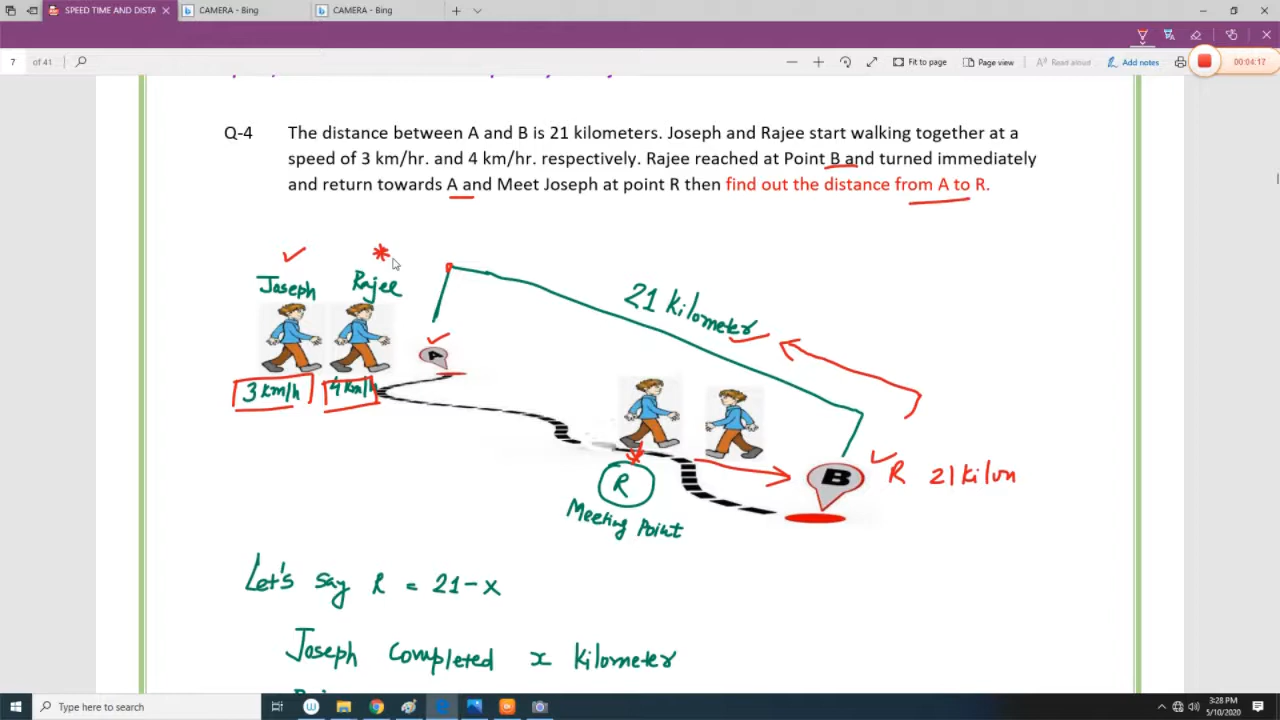 SPEED TIME AND DISTA
CAMERA - Bing
CAMERA - Bing
7 of 41
Fit to page
Page view
Read aloud
Add notes
00:04:17
Q-4 The distance between A and B is 21 kilometers. Joseph and Rajee start walking together at a
speed of 3 km/hr. and 4 km/hr. respectively. Rajee reached at Point B and turned immediately
and return towards A and Meet Joseph at point R then find out the distance from A to R.
Joseph
Rajee
21 Kilometer
A
3 km/h
4 km/h
B
R 21 kilom
R
Meeting Point
Let's say R = 21-x
Joseph completed x kilometer
Type here to search
3:28 PM
5/10/2020